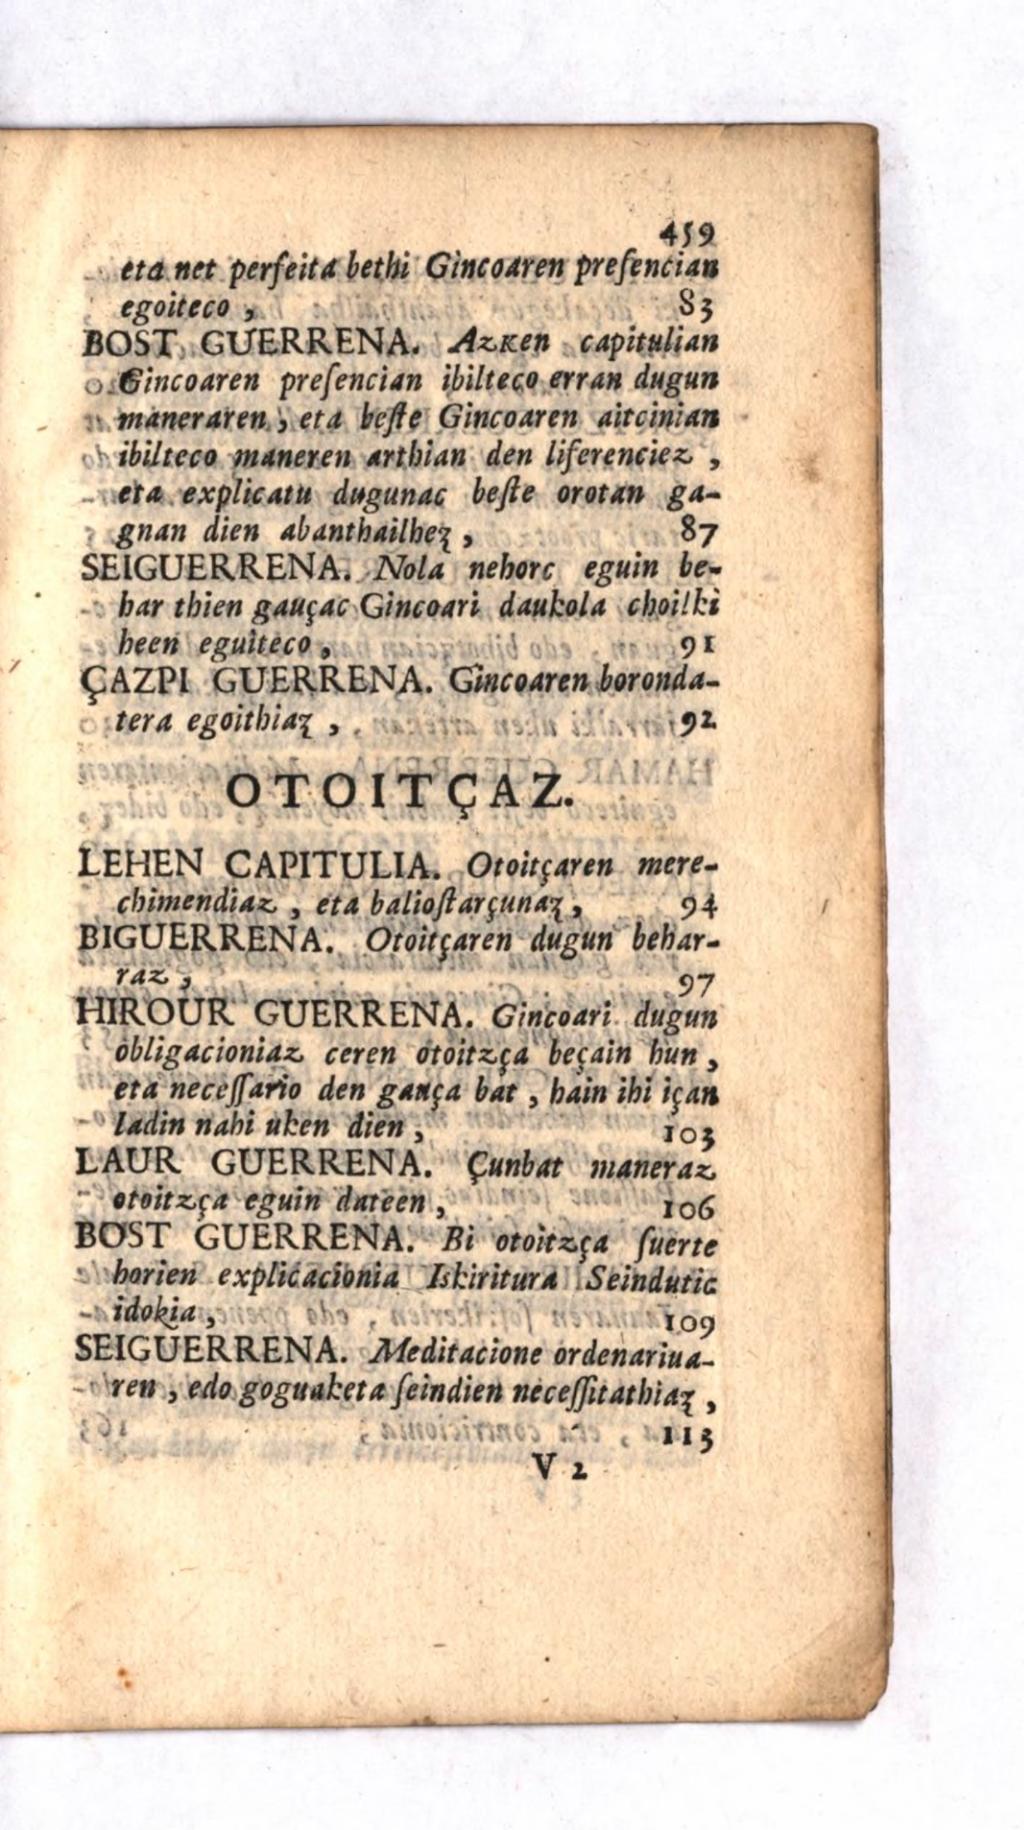 459
eta net perfeita bethi Gincoaren preſencian
egoiteco , 83
BOST GUERRENA. Azken capitulian
Gincoaren preſencian ibilteco erran dugun
maneraren , eta beſte Gincoaren aitcinian
ibilteco maneren arthian den liferenciez ,
eta explicatu dugunac beſte orotan ga-
gnan dien abanthailhez , 87
SEIGUERRENA. Nola nehorc eguin be-
har thien gauçac Gincoari daukola choilki
heen eguiteco , 91
ÇAZPI GUERRENA. Gincoaren boronda-
tera egoithiaz , 92
OTOITÇAZ.
LEHEN CAPITULIA. Otoitçaren mere-
chimendiaz , eta balioſtarçunaz , 94
BIGUERRENA. Otoitçaren dugun behar-
raz , 97
HIROUR GUERRENA. Gincoari dugun
obligacioniaz ceren otoitzça beçain hun ,
eta neceſſario den gauça bat , hain ihi içan
ladin nahi uken dien , 103
LAUR GUERRENA. Çunbat maneraz
otoitzça eguin dateen , 106
BOST GUERRENA. Bi otoitzça ſuerte
horien explicacionia Iskiritura Seindutic
idokia , 109
SEIGUERRENA. Meditacione ordenariua-
ren , edo goguaketa ſeindien neceſſitathiaz ,
113
V 2